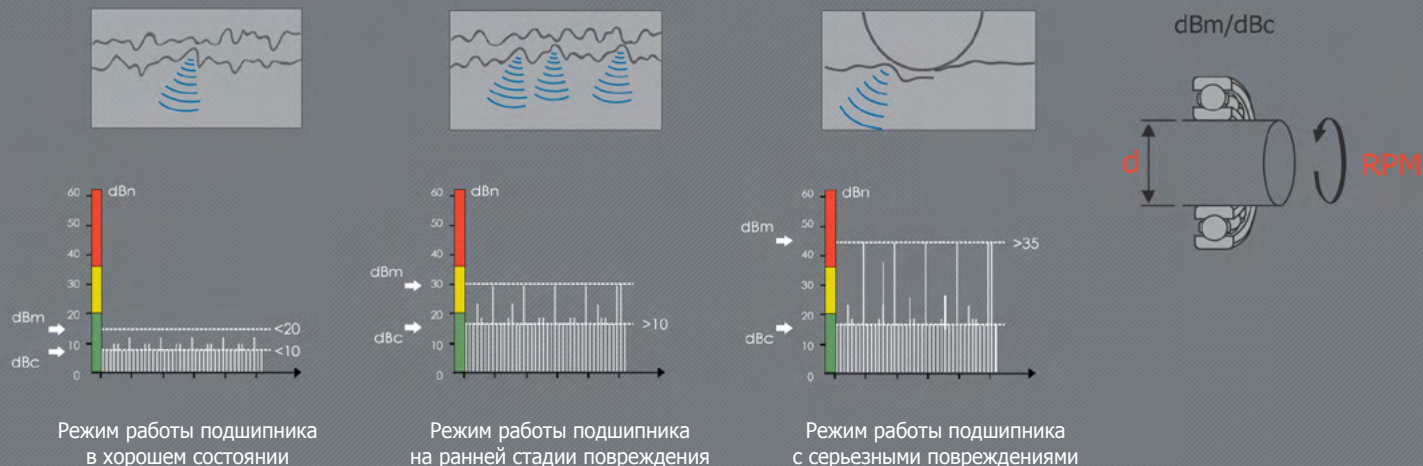 dBm/dBc
d
RPM
60
dBn
50
40
30
dBm
20
<20
10
<10
dBc
0
Режим работы подшипника
в хорошем состоянии
60
dBn
50
40
dBm
30
20
>10
dBc
10
0
Режим работы подшипника
на ранней стадии повреждения
60
dBn
50
dBm
>35
40
30
20
dBc
10
0
Режим работы подшипника
с серьезными повреждениями